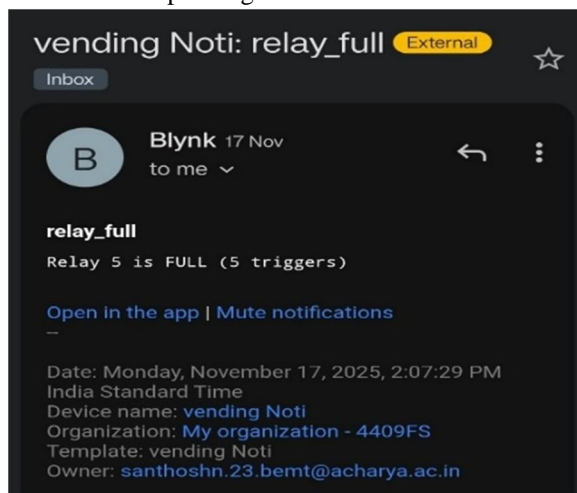 vending Noti: relay_full External
Inbox
B
Blynk 17 Nov
to me
relay_full
Relay 5 is FULL (5 triggers)
Open in the app | Mute notifications
--
Date: Monday, November 17, 2025, 2:07:29 PM
India Standard Time
Device name: vending Noti
Organization: My organization - 4409FS
Template: vending Noti
Owner: santhoshn.23.bemt@acharya.ac.in